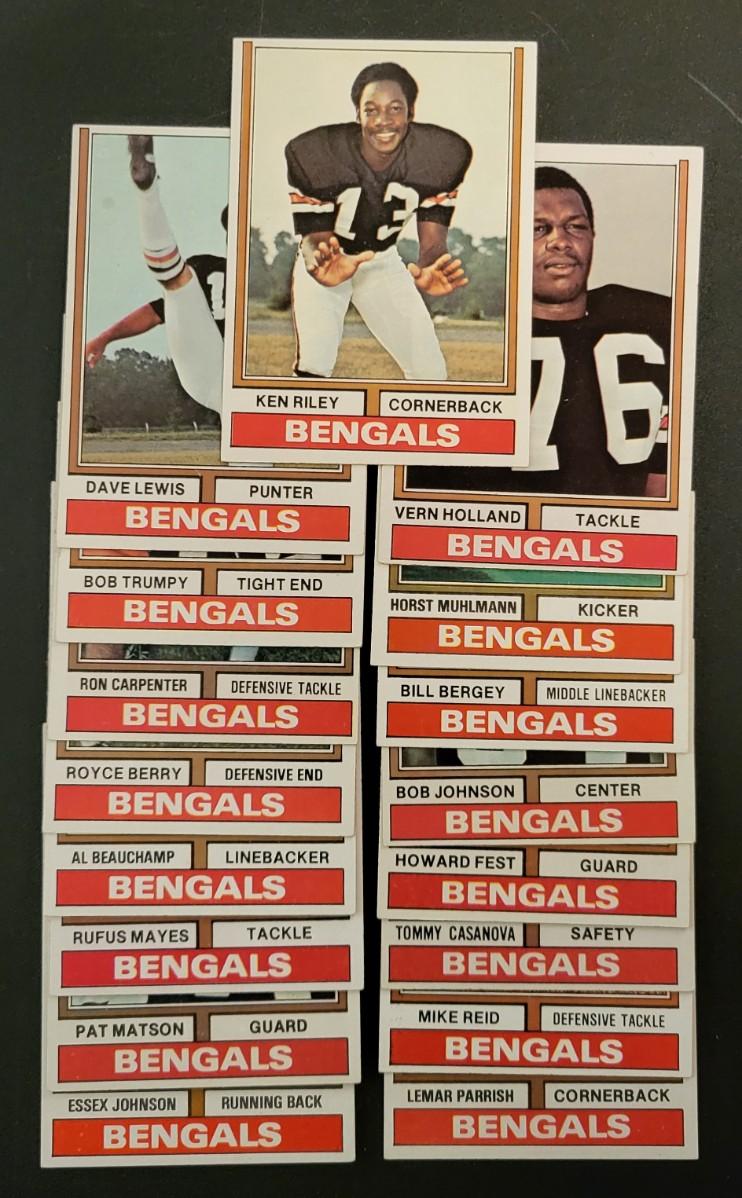 13
KEN RILEY CORNERBACK
BENGALS
1
DAVE LEWIS PUNTER
BENGALS
BOB TRUMPY TIGHT END
BENGALS
RON CARPENTER DEFENSIVE TACKLE
BENGALS
ROYCE BERRY DEFENSIVE END
BENGALS
AL BEAUCHAMP LINEBACKER
BENGALS
RUFUS MAYES TACKLE
BENGALS
PAT MATSON GUARD
BENGALS
ESSEX JOHNSON RUNNING BACK
BENGALS
76
VERN HOLLAND TACKLE
BENGALS
HORST MUHLMANN KICKER
BENGALS
BILL BERGEY MIDDLE LINEBACKER
BENGALS
BOB JOHNSON CENTER
BENGALS
HOWARD FEST GUARD
BENGALS
TOMMY CASANOVA SAFETY
BENGALS
MIKE REID DEFENSIVE TACKLE
BENGALS
LEMAR PARRISH CORNERBACK
BENGALS